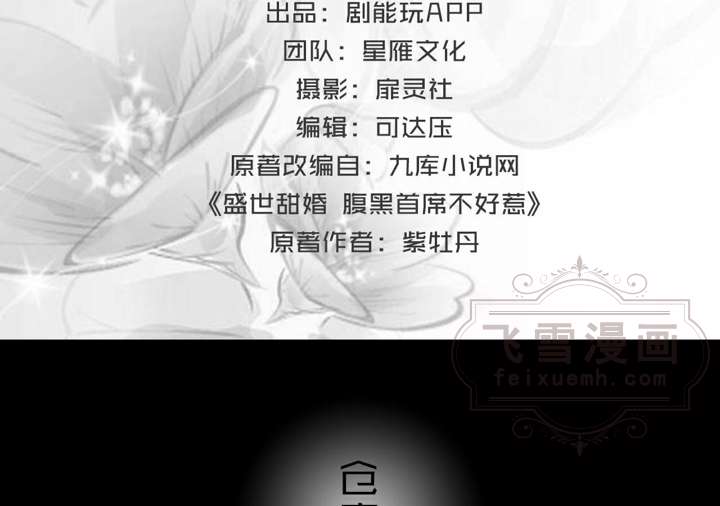 出品：剧能玩APP
团队：星雁文化
摄影：扉灵社
编辑：可达压
原著改编自：九库小说网
《盛世甜婚 腹黑首席不好惹》
原著作者：紫牡丹
飞雪漫画
feixuemh.com